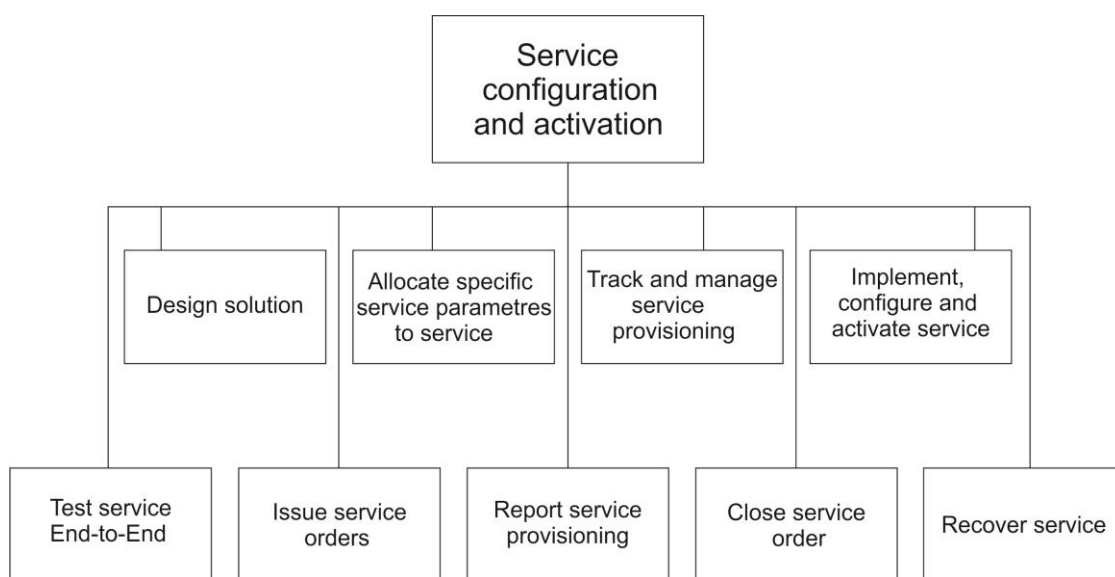 Service
configuration
and activation
Design solution
Allocate specific
service parametres
to service
Track and manage
service
provisioning
Implement,
configure and
activate service
Test service
End-to-End
Issue service
orders
Report service
provisioning
Close service
order
Recover service